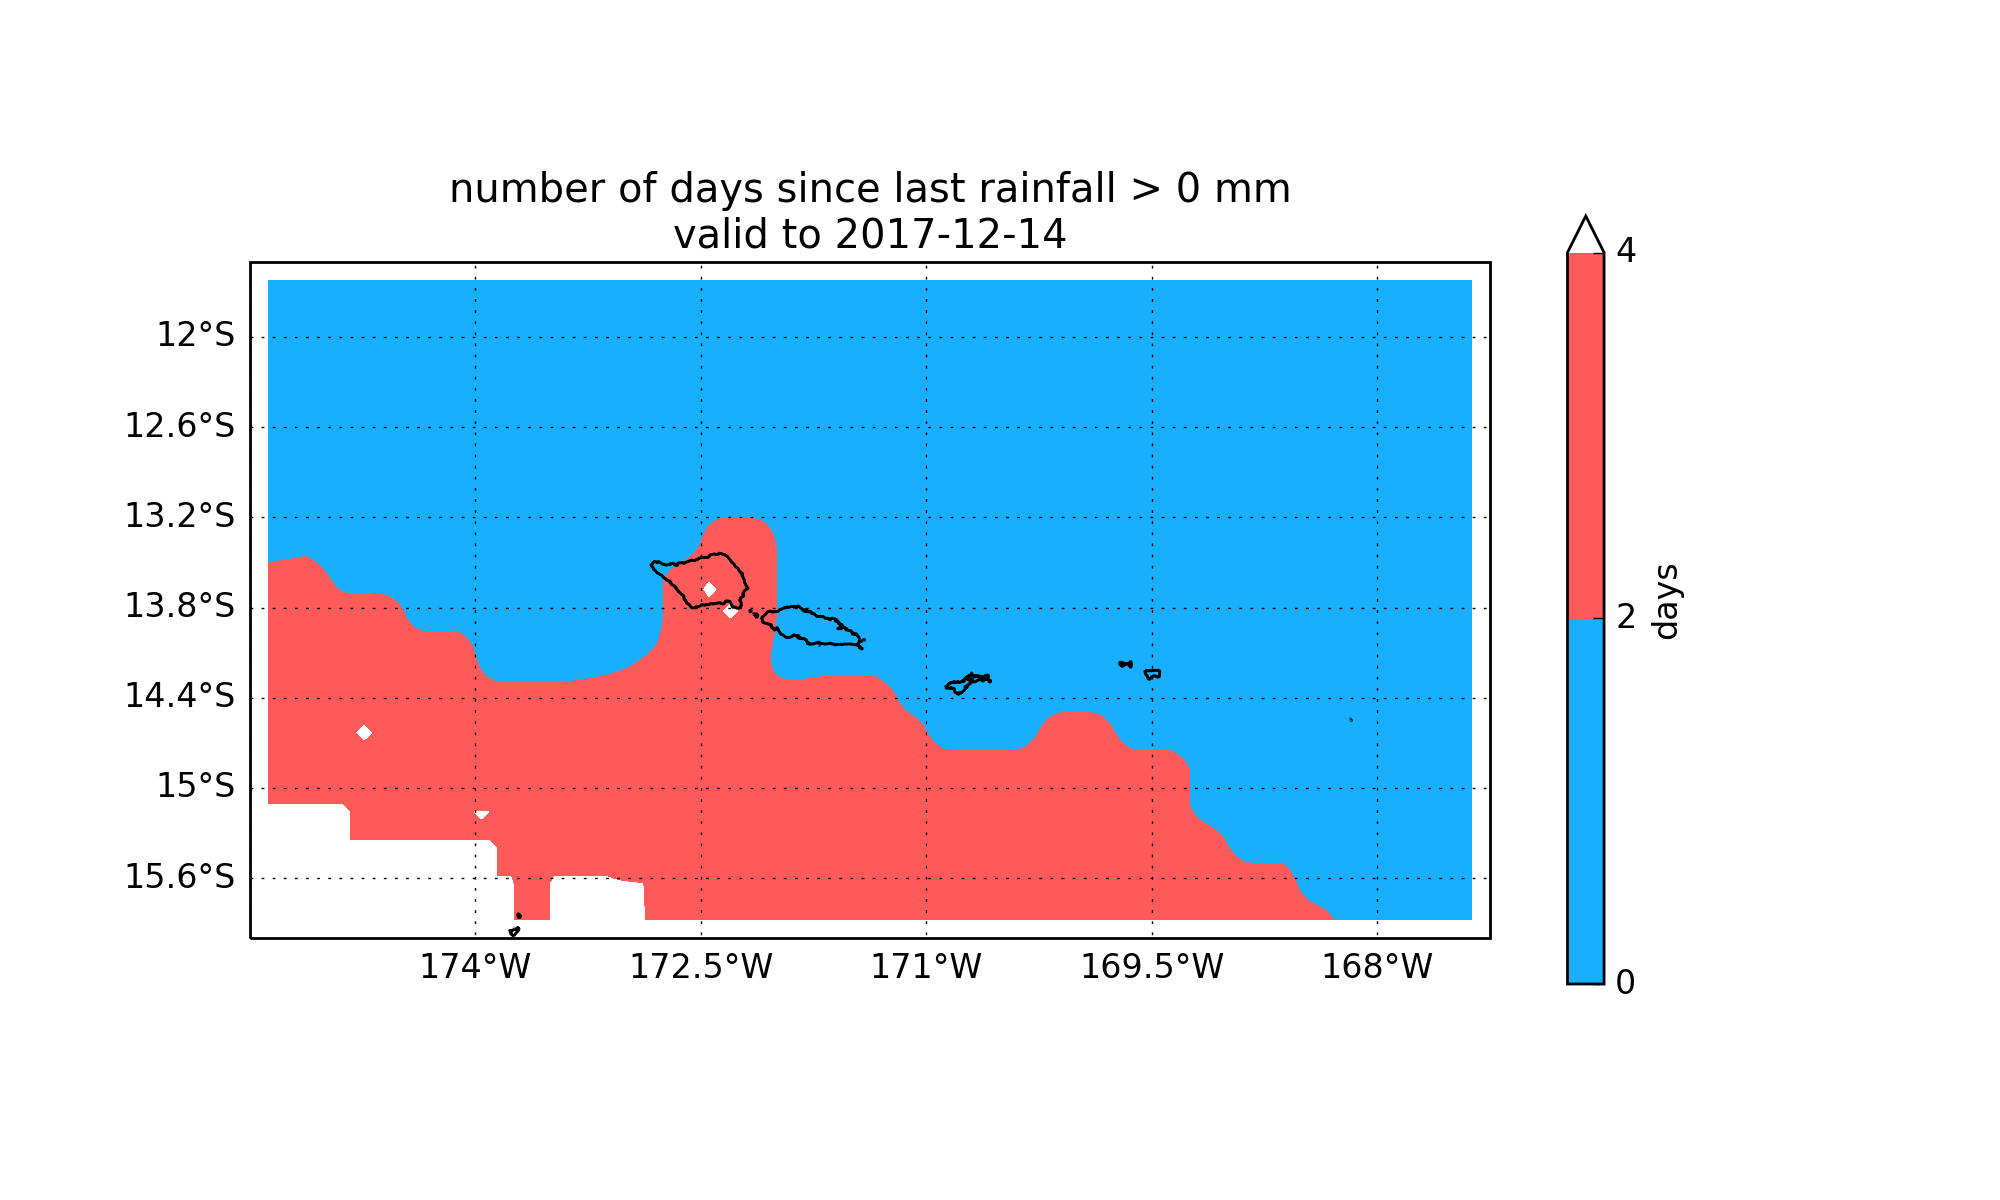 number of days since last rainfall > 0 mm
valid to 2017-12-14
12°S
12.6°S
13.2°S
13.8°S
14.4°S
15°S
15.6°S
174°W 172.5°W 171°W 169.5°W 168°W
4
2
0
days